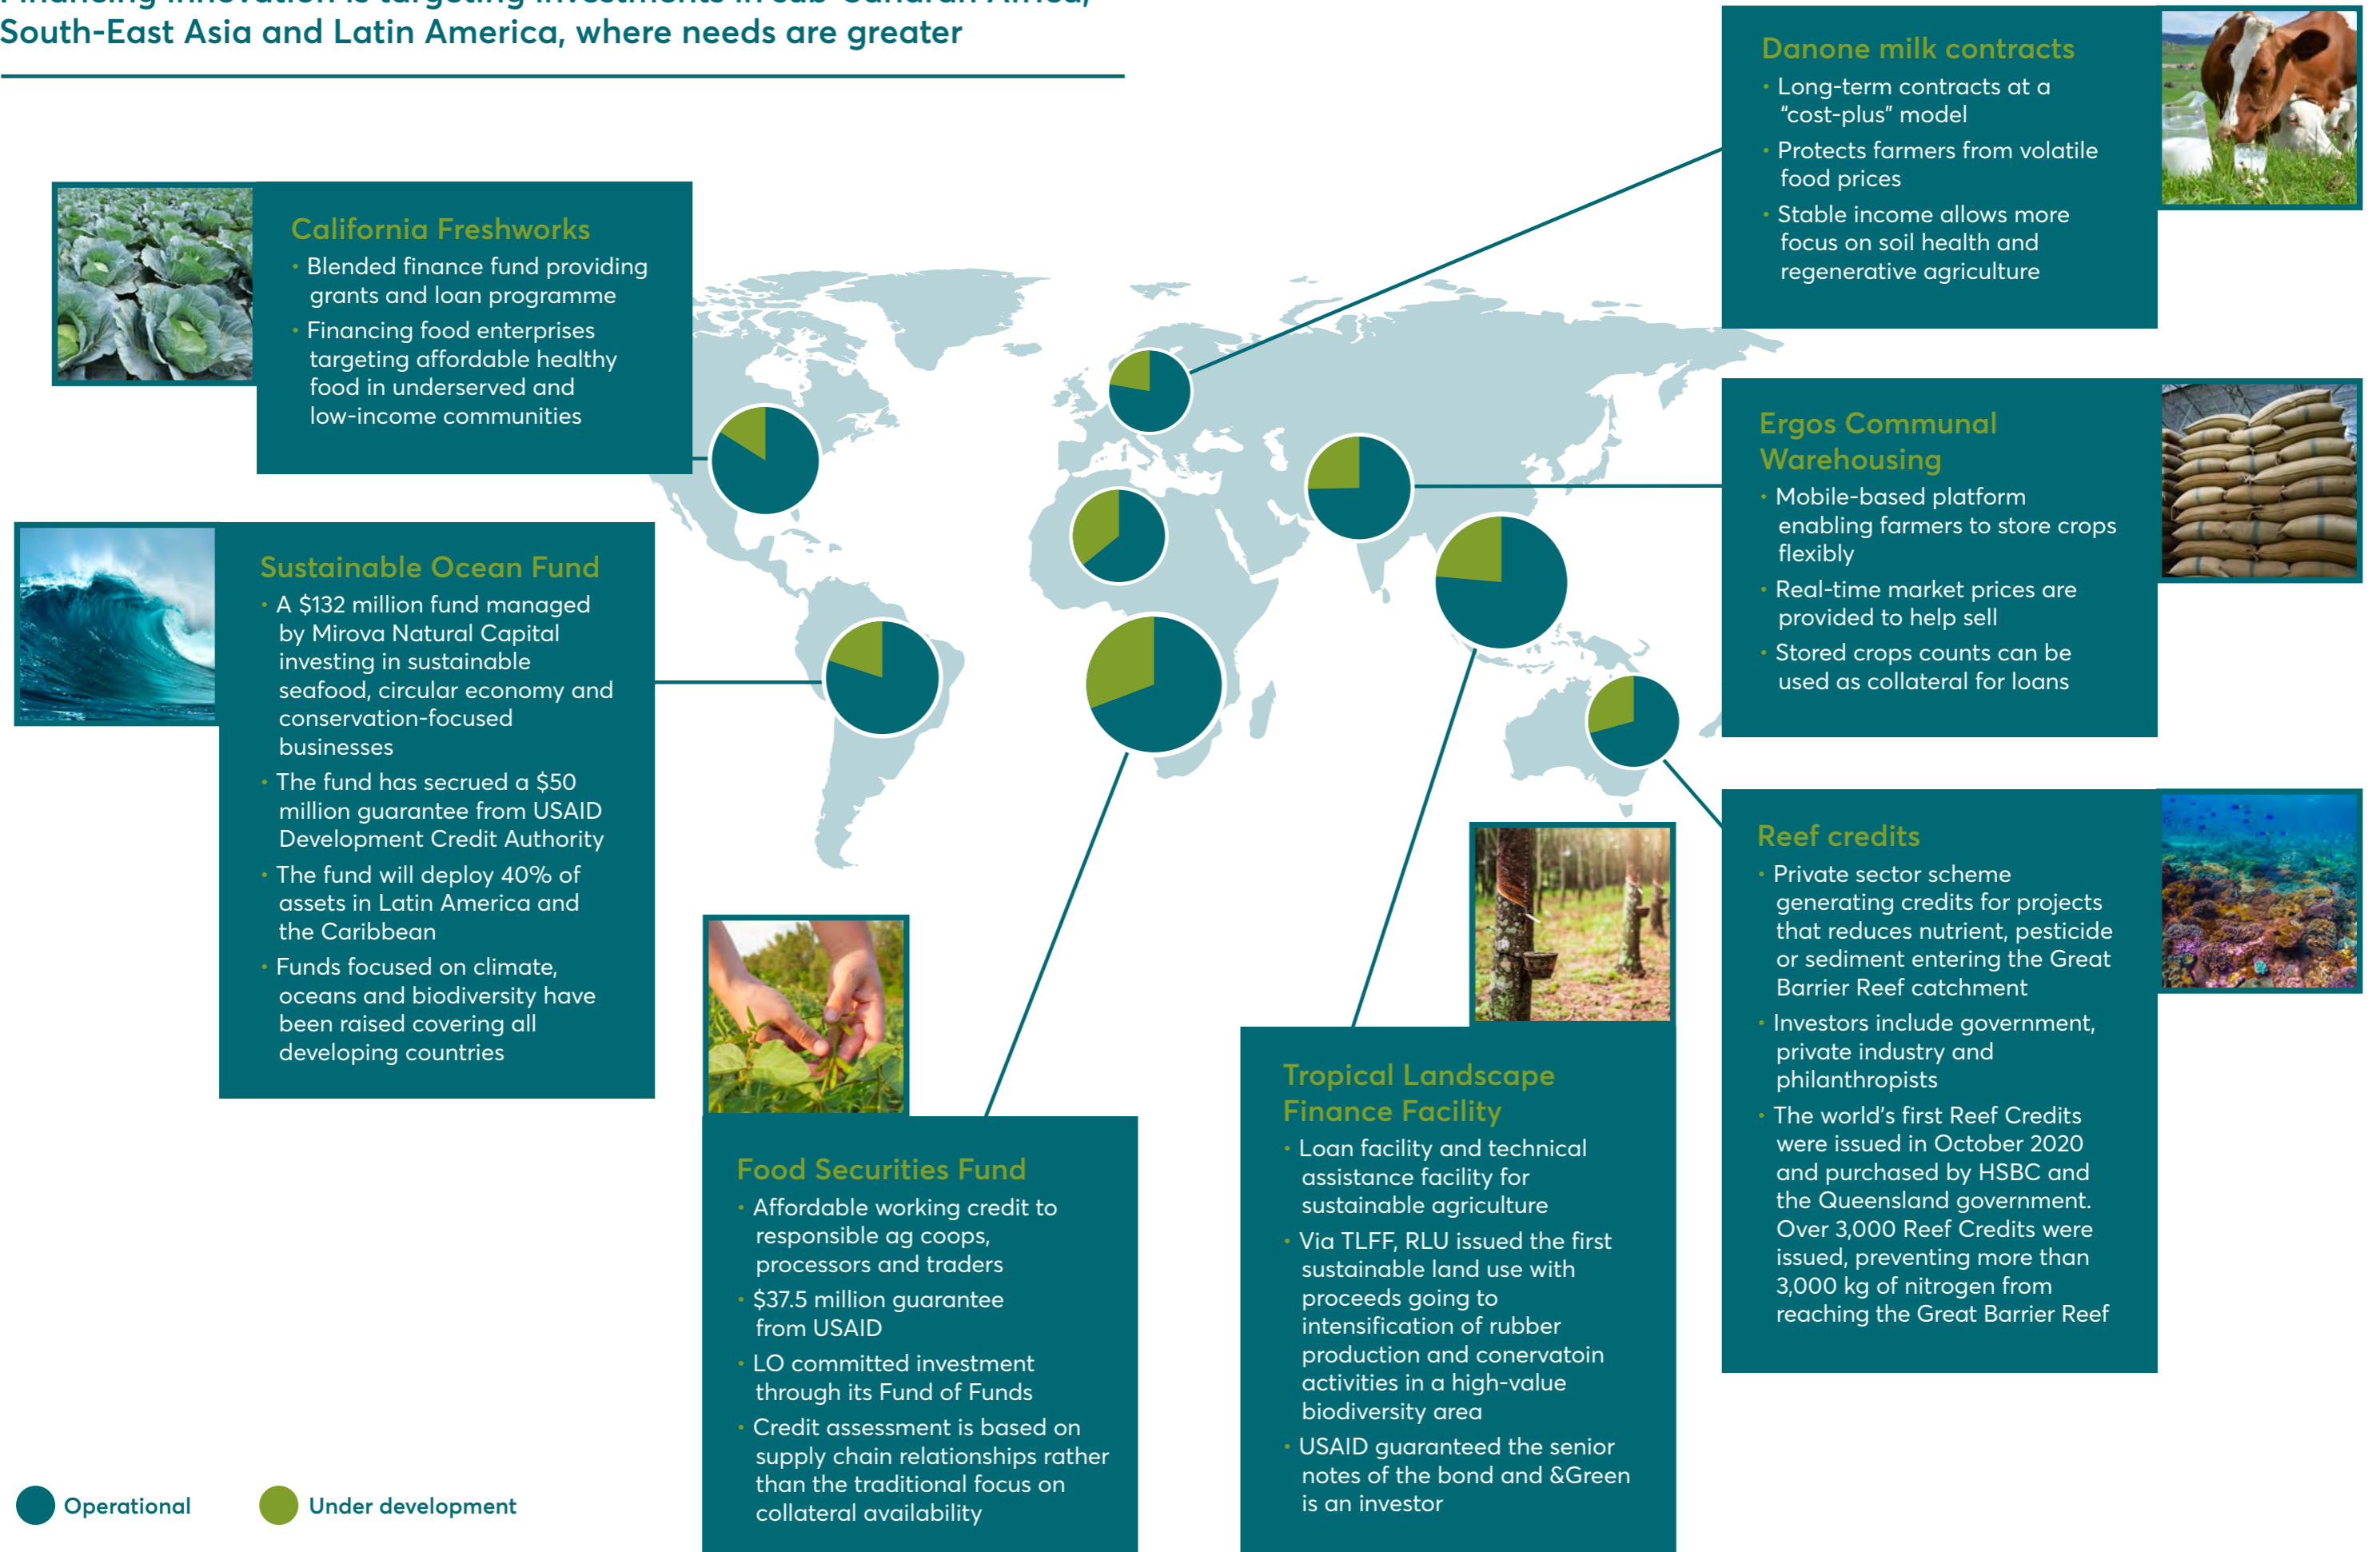 Financing innovation is targeting investments in sub-Saharan Africa,
South-East Asia and Latin America, where needs are greater
Danone milk contracts
• Long-term contracts at a
“cost-plus” model
• Protects farmers from volatile
food prices
• Stable income allows more
focus on soil health and
regenerative agriculture
California Freshworks
• Blended finance fund providing
grants and loan programme
• Financing food enterprises
targeting affordable healthy
food in underserved and
low-income communities
Ergos Communal
Warehousing
• Mobile-based platform
enabling farmers to store crops
flexibly
• Real-time market prices are
provided to help sell
• Stored crops counts can be
used as collateral for loans
Sustainable Ocean Fund
• A $132 million fund managed
by Mirova Natural Capital
investing in sustainable
seafood, circular economy and
conservation-focused
businesses
• The fund has secrued a $50
million guarantee from USAID
Development Credit Authority
• The fund will deploy 40% of
assets in Latin America and
the Caribbean
• Funds focused on climate,
oceans and biodiversity have
been raised covering all
developing countries
Reef credits
• Private sector scheme
generating credits for projects
that reduces nutrient, pesticide
or sediment entering the Great
Barrier Reef catchment
• Investors include government,
private industry and
philanthropists
• The world’s first Reef Credits
were issued in October 2020
and purchased by HSBC and
the Queensland government.
Over 3,000 Reef Credits were
issued, preventing more than
3,000 kg of nitrogen from
reaching the Great Barrier Reef
Tropical Landscape
Finance Facility
• Loan facility and technical
assistance facility for
sustainable agriculture
• Via TLFF, RLU issued the first
sustainable land use with
proceeds going to
intensification of rubber
production and conervatoin
activities in a high-value
biodiversity area
• USAID guaranteed the senior
notes of the bond and &Green
is an investor
Food Securities Fund
• Affordable working credit to
responsible ag coops,
processors and traders
• $37.5 million guarantee
from USAID
• LO committed investment
through its Fund of Funds
• Credit assessment is based on
supply chain relationships rather
than the traditional focus on
collateral availability
Operational
Under development